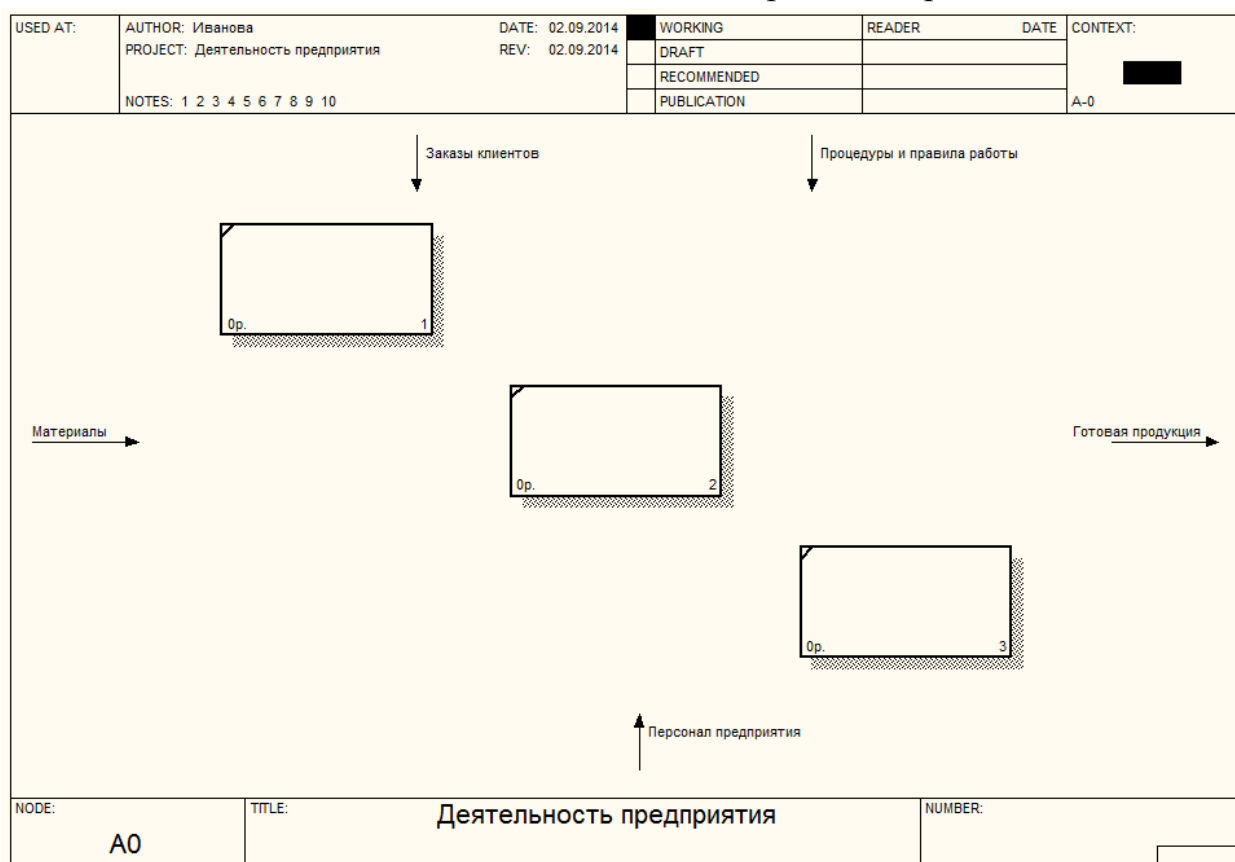 USED AT:
AUTHOR: Иванова
DATE: 02.09.2014
WORKING
READER
DATE
CONTEXT:
PROJECT: Деятельность предприятия
REV: 02.09.2014
DRAFT
RECOMMENDED
NOTES: 1 2 3 4 5 6 7 8 9 10
PUBLICATION
A-0
Заказы клиентов
Процедуры и правила работы
0р.
1
Материалы
Готовая продукция
0р.
2
0р.
3
Персонал предприятия
NODE:
TITLE:
Деятельность предприятия
NUMBER:
A0